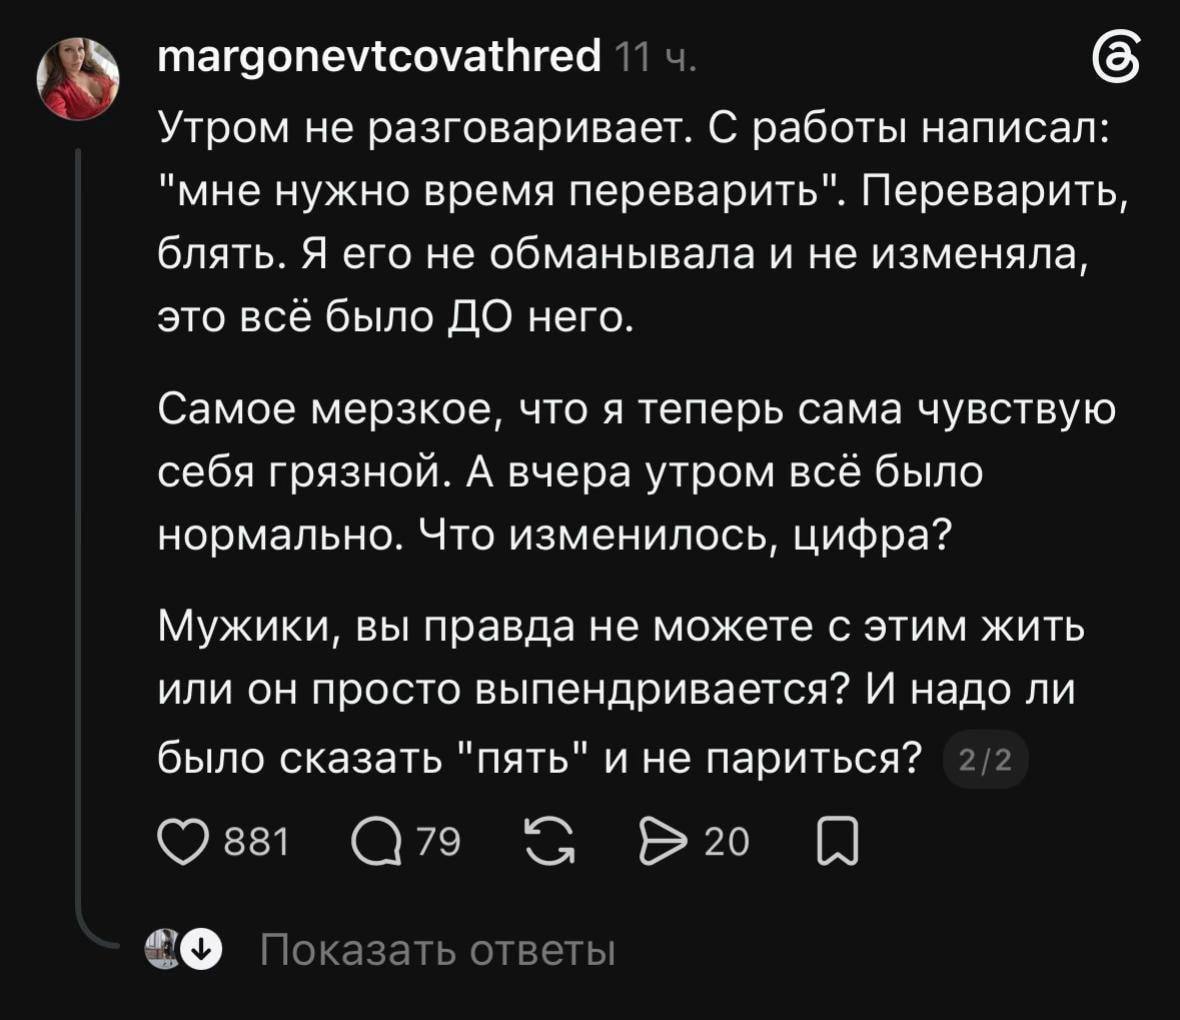 margonevtcovathred 11 ч.
Утром не разговаривает. С работы написал:
"мне нужно время переварить". Переварить,
блять. Я его не обманывала и не изменяла,
это всё было ДО него.
Самое мерзкое, что я теперь сама чувствую
себя грязной. А вчера утром всё было
нормально. Что изменилось, цифра?
Мужики, вы правда не можете с этим жить
или он просто выпендривается? И надо ли
было сказать "пять" и не париться? 2/2
881 79 20
Показать ответы